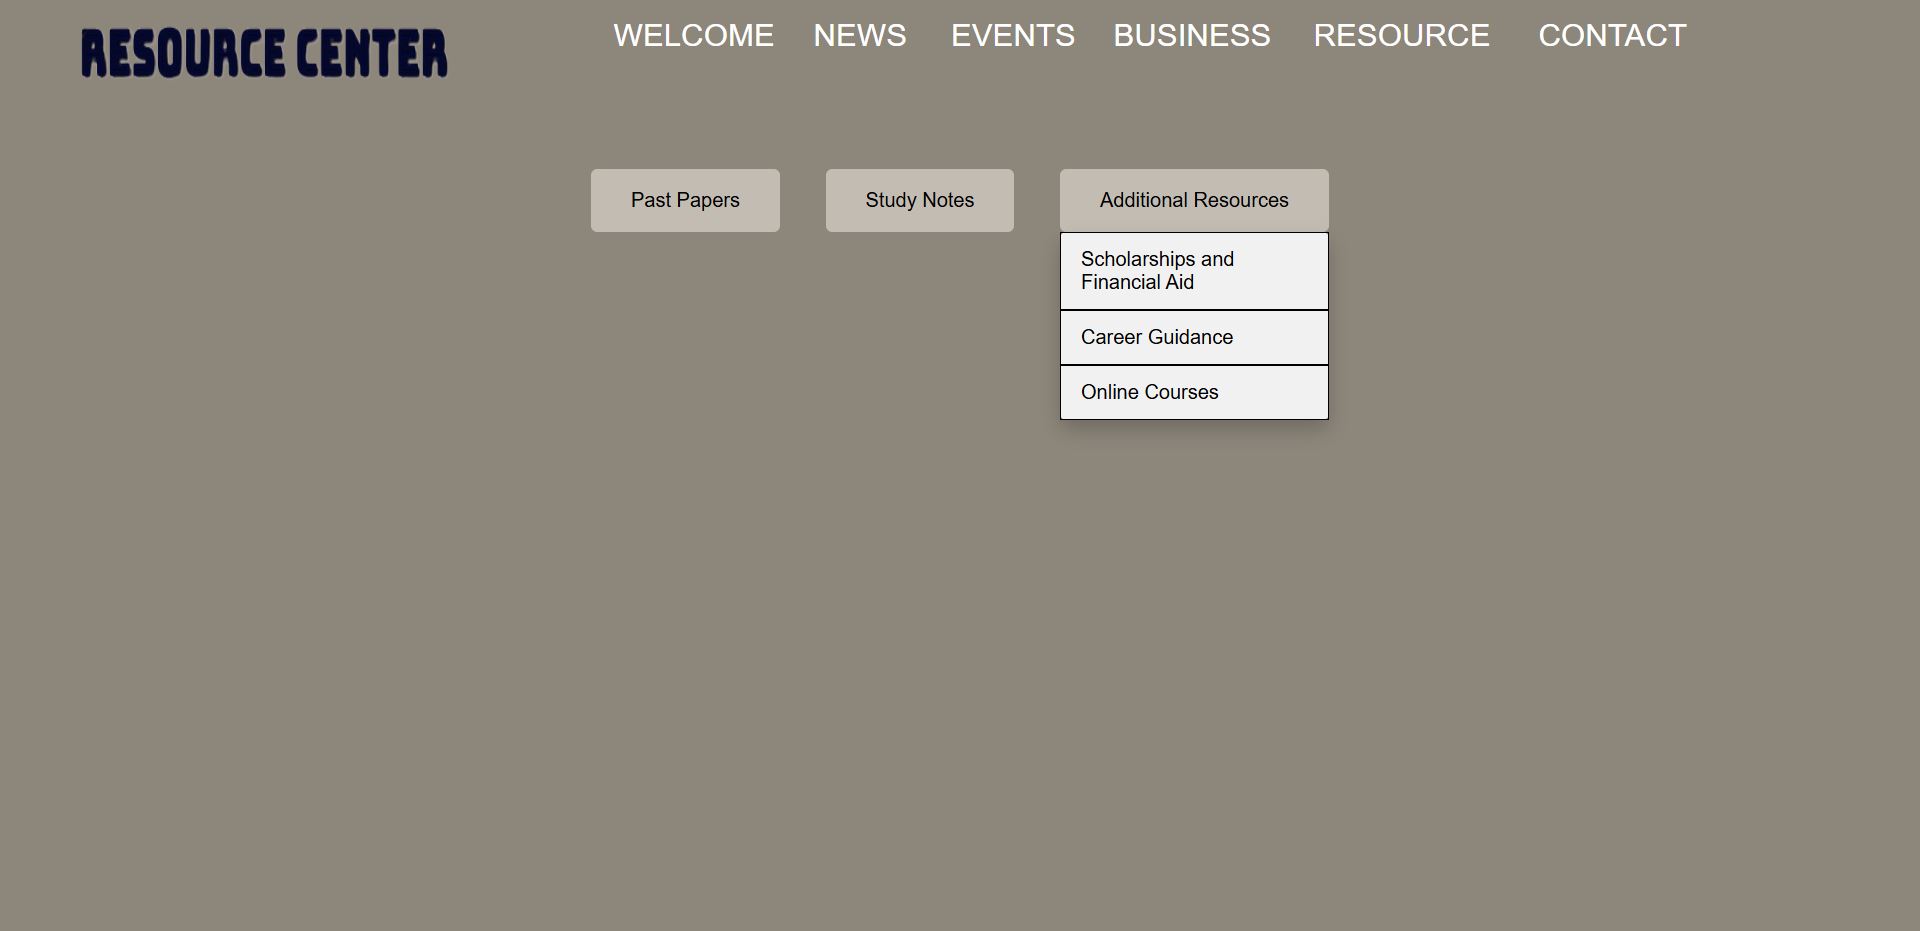 RESOURCE CENTER
WELCOME NEWS EVENTS BUSINESS RESOURCE CONTACT
Past Papers Study Notes Additional Resources
Scholarships and
Financial Aid
Career Guidance
Online Courses